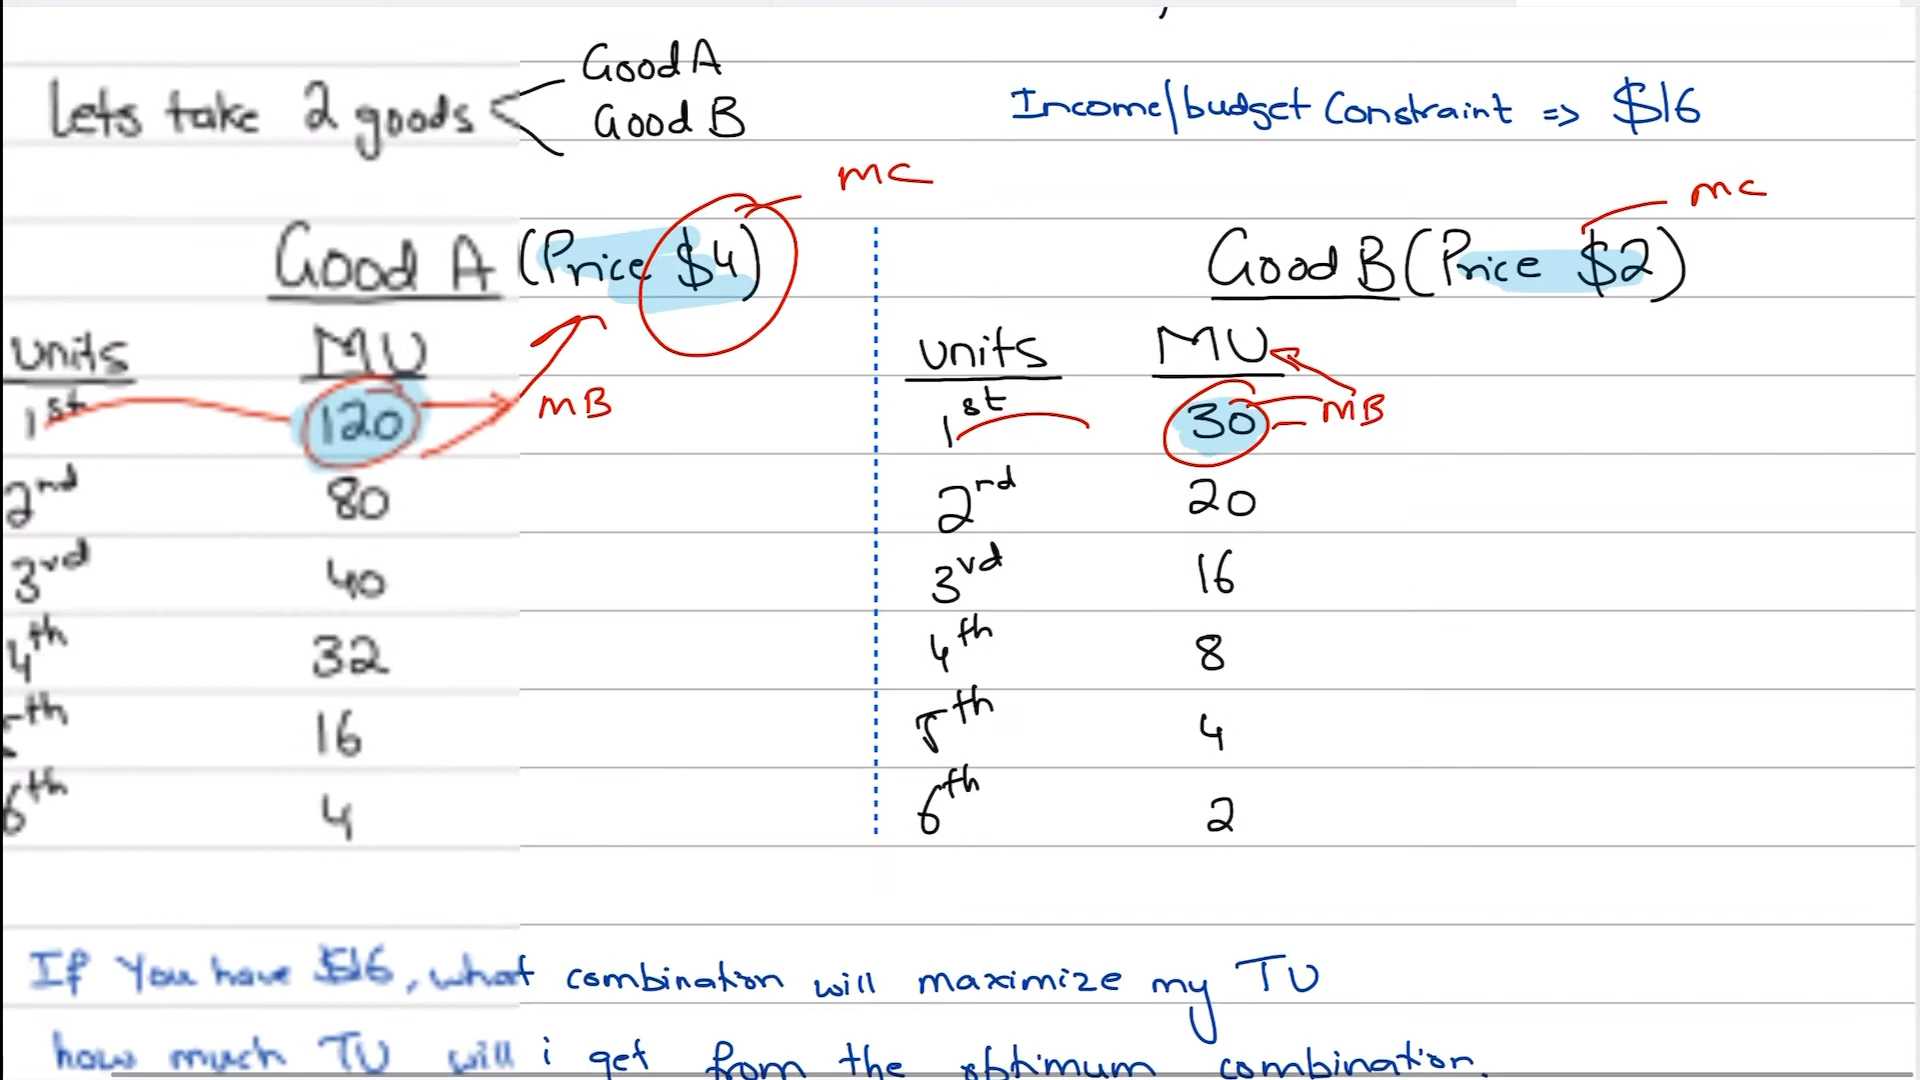 Lets take 2 goods
Good A
Good B
Income/budget Constraint => $16
mc
mc
Good A (Price $4)
Good B (Price $2)
units MU
units MU
1st 120 MB
1st 30 MB
2nd 80
2nd 20
3rd 40
3rd 16
4th 32
4th 8
th 16
5th 4
6th 4
6th 2
If You have $16, what combination will maximize my TU
how much TU will i get from the optimum combination.